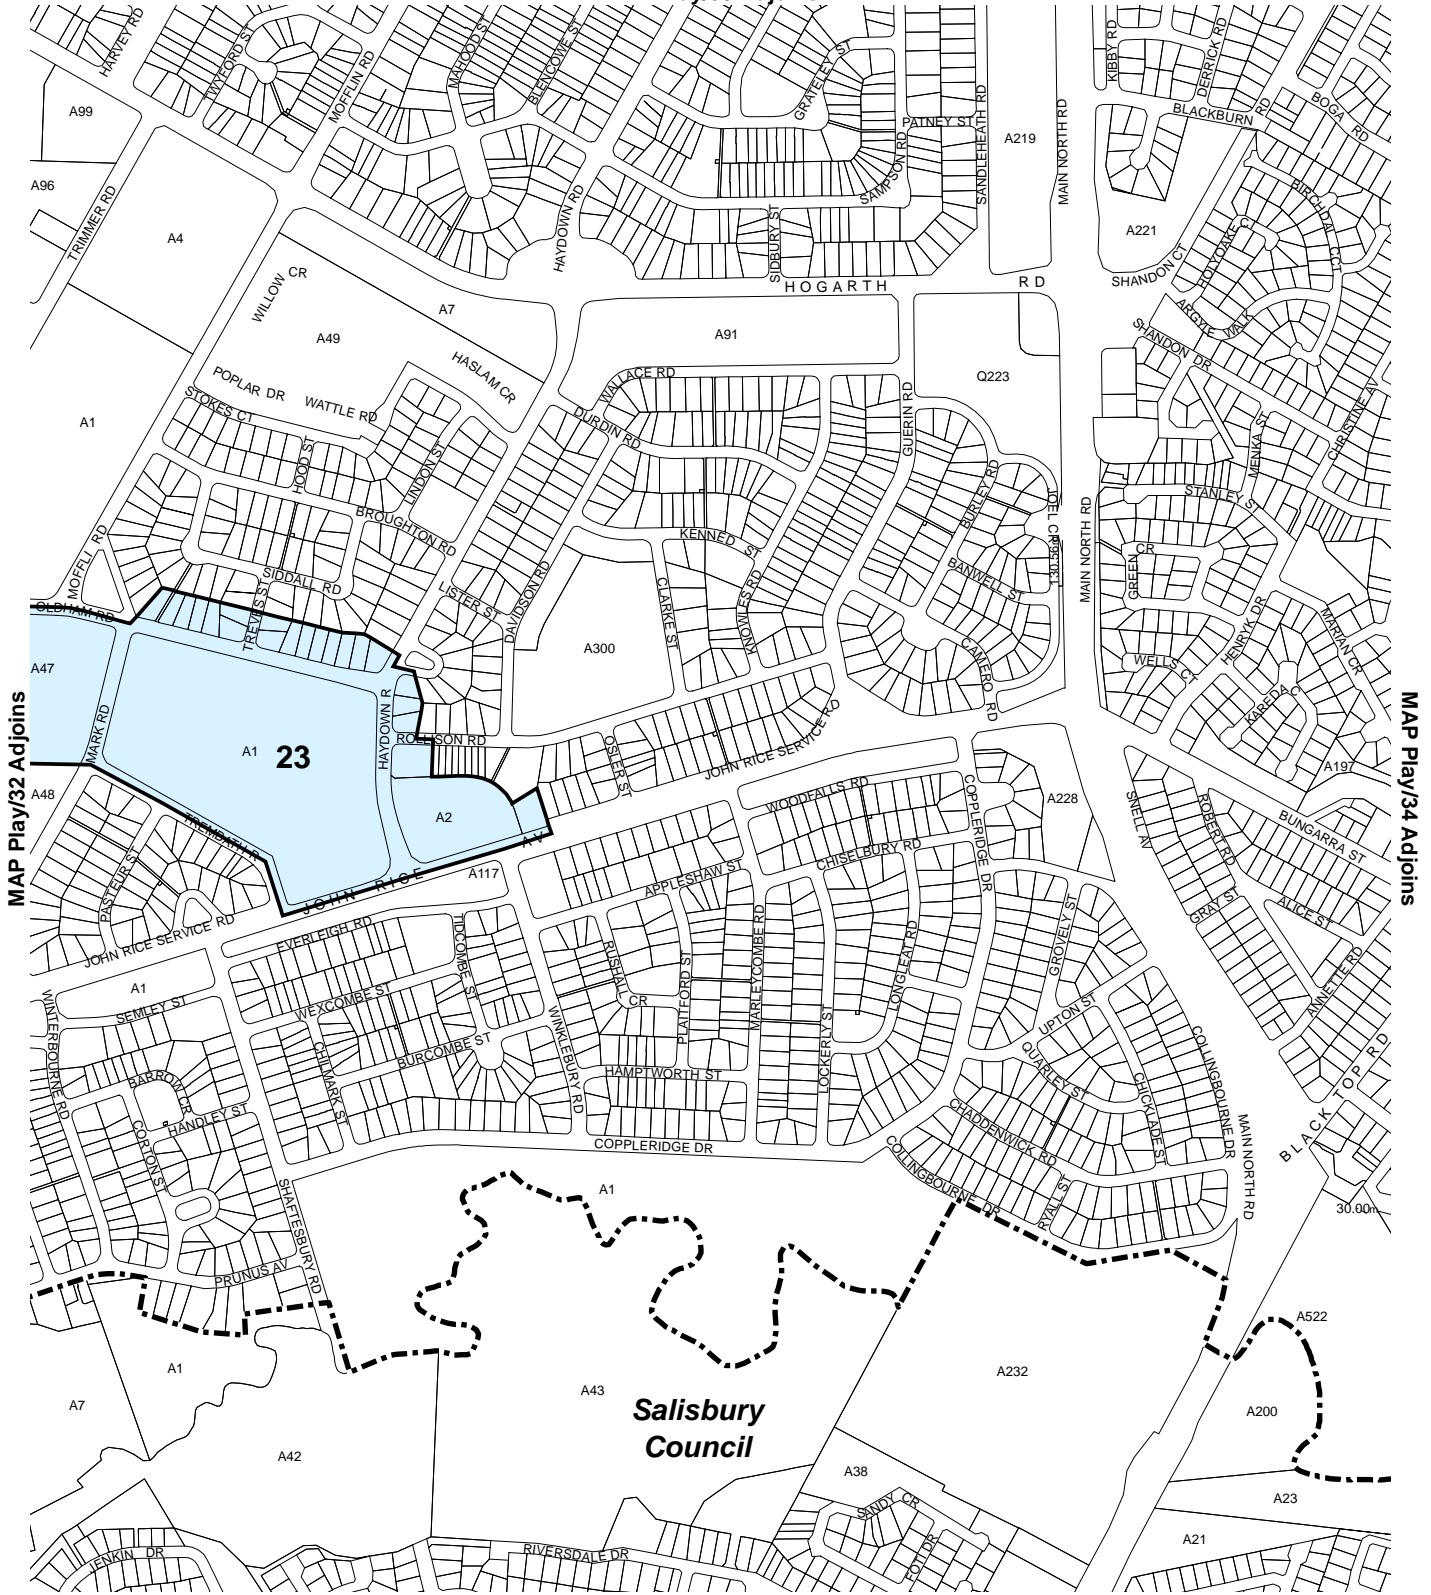 HARVEY RD
TWYFORD ST
MOFFLIN RD
MAHOOD ST
BLENCOWE ST
GRATELEY ST
KIBBY RD
DERRICK RD
BOGA RD
RD
BLACKBURN
A99
PATNEY ST
SANDLEHEATH RD
A219
MAIN NORTH RD
A96
TRIMMER RD
SAMPSON RD
BIRCHDAL CCT
A4
HAYDOWN RD
SIDBURY ST
A221
HOLYOAKE C
SHANDON CT
HOGARTH
RD
WILLOW CR
A7
A49
A91
ARGYLE WALK
SHANDON DR
HASLAM CR
POPLAR DR
WATTLE RD
STOKES CT
WALLACE RD
DURDIN RD
Q223
GUERIN RD
CHRISTINE AV
A1
HOOD ST
LINDON ST
MENKA ST
BURLEY RD
STANLEY ST
BROUGHTON RD
MOFFLI RD
KENNED ST
JOEL CR
130.56m
MAIN NORTH RD
CR
GREEN
SIDDALL RD
LISTER ST
DAVIDSON RD
CLARKE ST
KNOWLES RD
BANWELL ST
OLDHAM RD
TREVIES ST
A300
HENRYK DR
MARIAN CR
A47
CAMERO RD
WELLS CT
KAREDA C
MAP Play/32 Adjoins
MARK RD
A1
23
HAYDOWN R
ROLLISON RD
OSLER ST
JOHN RICE SERVICE RD
MAP Play/34 Adjoins
A197
A48
A2
WOODFALLS RD
COPPLERIDGE DR
A228
SNELL AV
ROBERT RD
BUNGARRA ST
TREMBATH R
AV
JOHN RICE
A117
CHISELBURY RD
APPLESHAW ST
PASTEUR ST
GRAY ST
ALICE ST
JOHN RICE SERVICE RD
EVERLEIGH RD
TIDCOMBE ST
RUSHALL CR
PLATFORD ST
MARLEYCOMBE RD
LONGLEAT RD
GROVELY ST
ANNETTE RD
A1
SEMLEY ST
WEXCOMBE ST
WINTERBOURNE RD
WINKLEBURY RD
LOCKERLY ST
UPTON ST
CHILMARK ST
BURCOMBE ST
QUARLEY ST
COLLINGBOURNE DR
BARROW CR
HAMPTWORTH ST
CHICKLADE ST
HANDLEY ST
CORTON ST
CHADDENWICK RD
BLACK TOP RD
MAIN NORTH RD
COPPLERIDGE DR
COLLINGBOURNE DR
SHAFTESBURY RD
A1
RYALL ST
30.00m
PRUNUS AV
A522
A1
A232
A7
A43
Salisbury
Council
A200
A42
A38
SANDY CR
A23
A21
JENKIN DR
RIVERSDALE DR